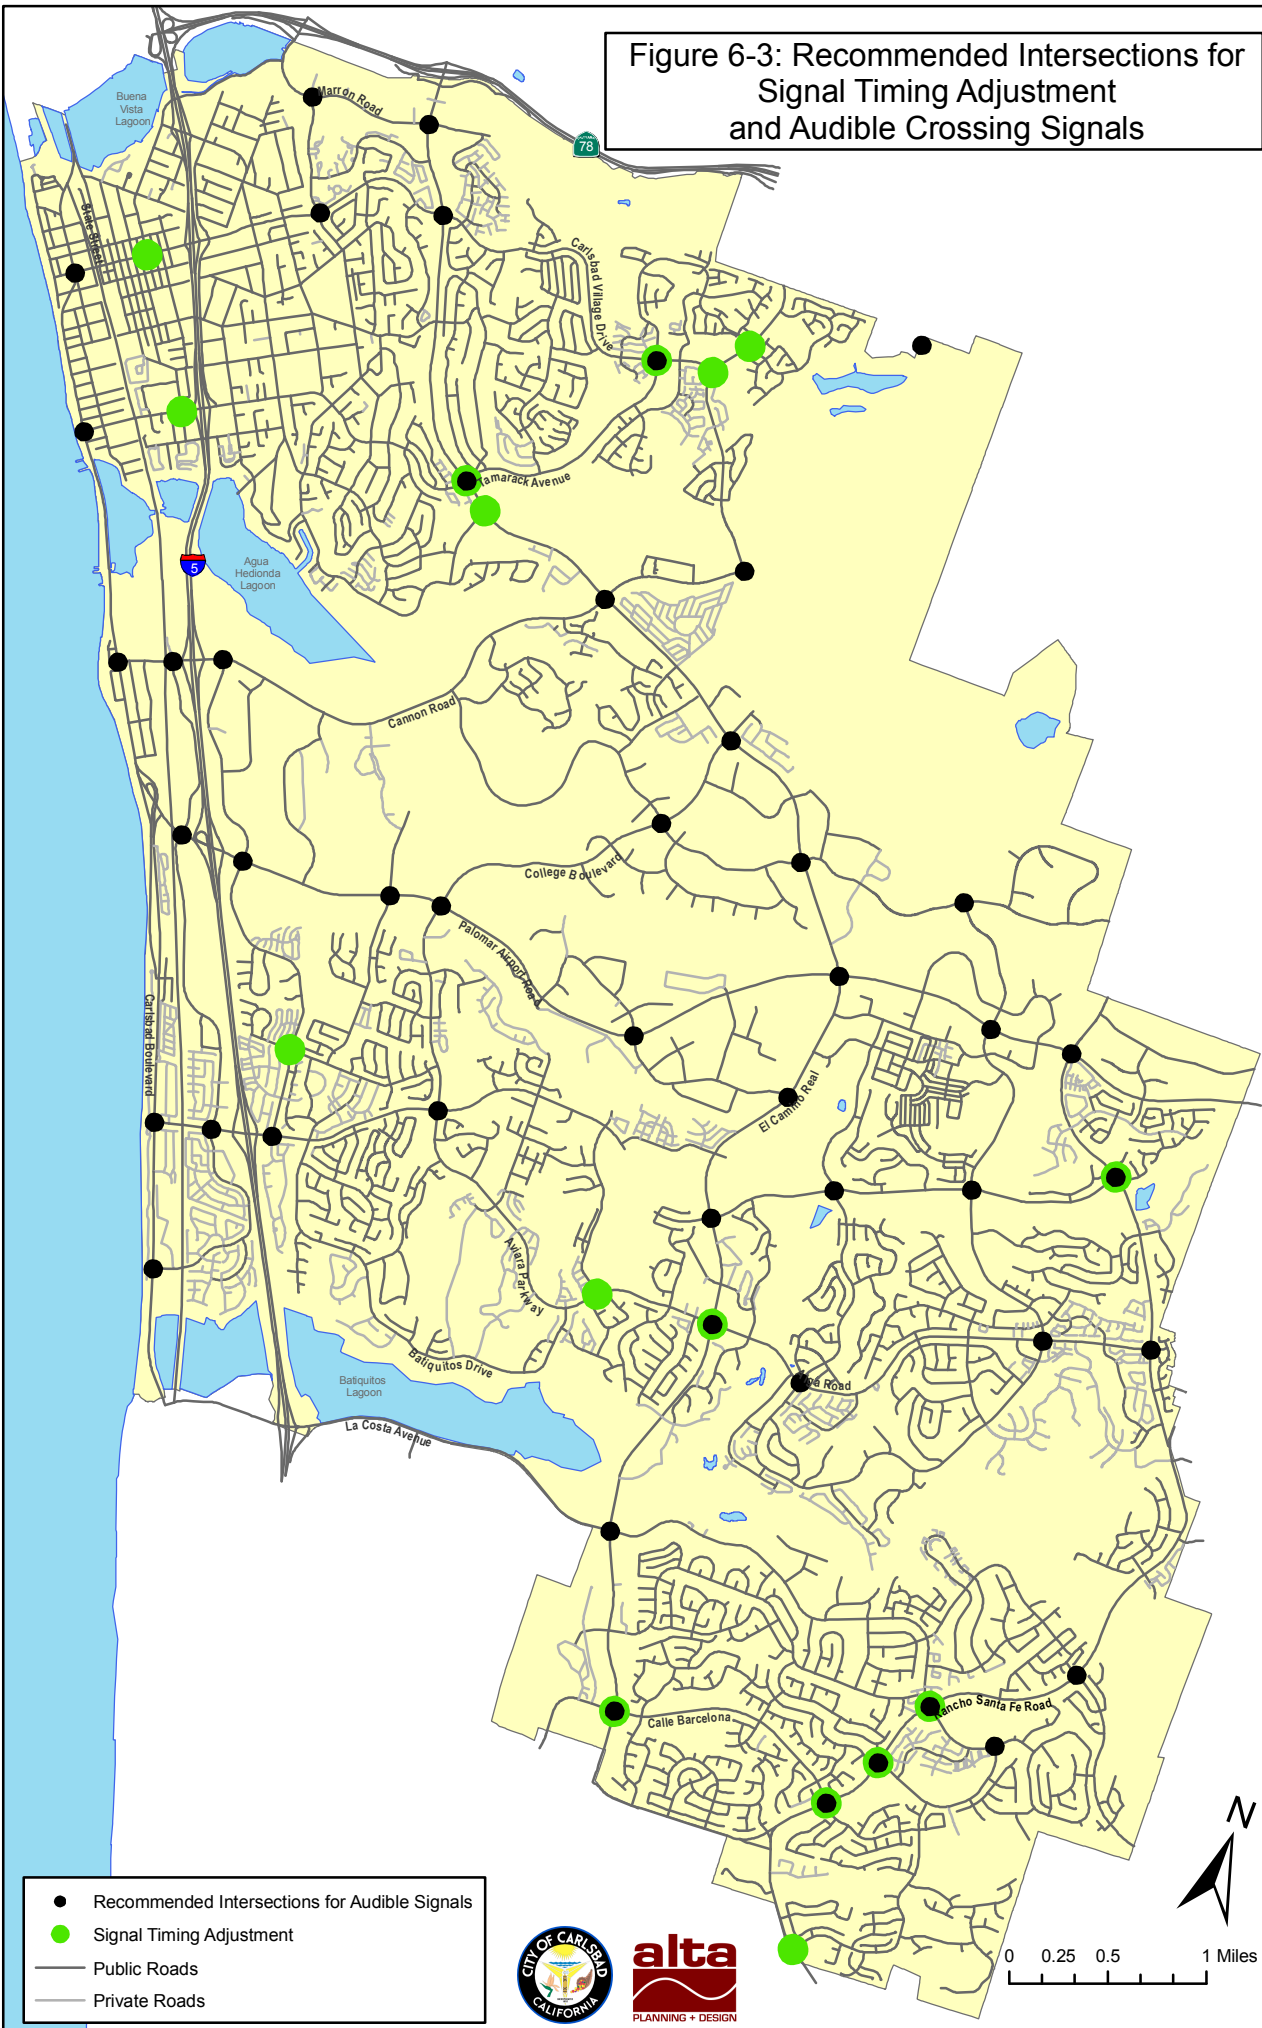 Figure 6-3: Recommended Intersections for
Signal Timing Adjustment
and Audible Crossing Signals
Buena
Vista
Lagoon
Marron Road
78
State Street
Carlsbad Village Drive
Tamarack Avenue
5
Agua
Hedionda
Lagoon
Cannon Road
College Boulevard
Palomar Airport Road
Carlsbad Boulevard
El Camino Real
Aviara Parkway
Batiquitos Drive
Batiquitos
Lagoon
Road
La Costa Avenue
Calle Barcelona
Rancho Santa Fe Road
N
Recommended Intersections for Audible Signals
Signal Timing Adjustment
Public Roads
Private Roads
CITY OF CARLSBAD
CALIFORNIA
alta
PLANNING + DESIGN
0 0.25 0.5 1 Miles